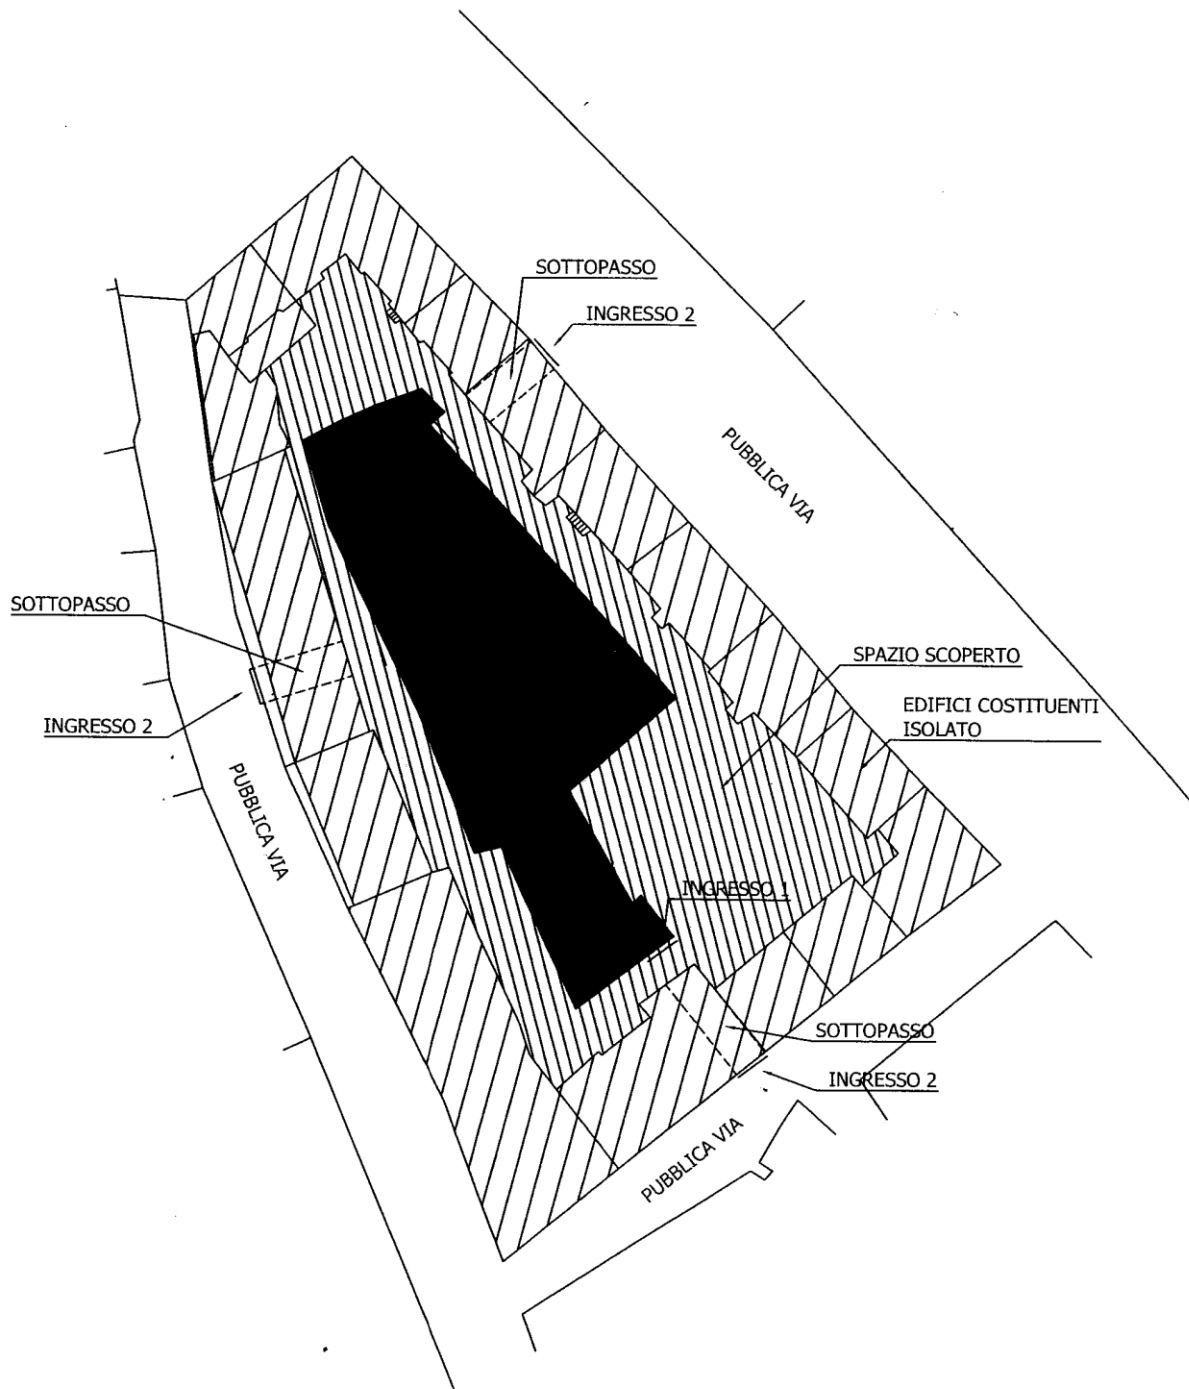 SOTTOPASSO
INGRESSO 2
PUBBLICA VIA
SOTTOPASSO
SPAZIO SCOPERTO
EDIFICI COSTITUENTI
ISOLATO
INGRESSO 2
PUBBLICA VIA
INGRESSO 1
SOTTOPASSO
INGRESSO 2
PUBBLICA VIA